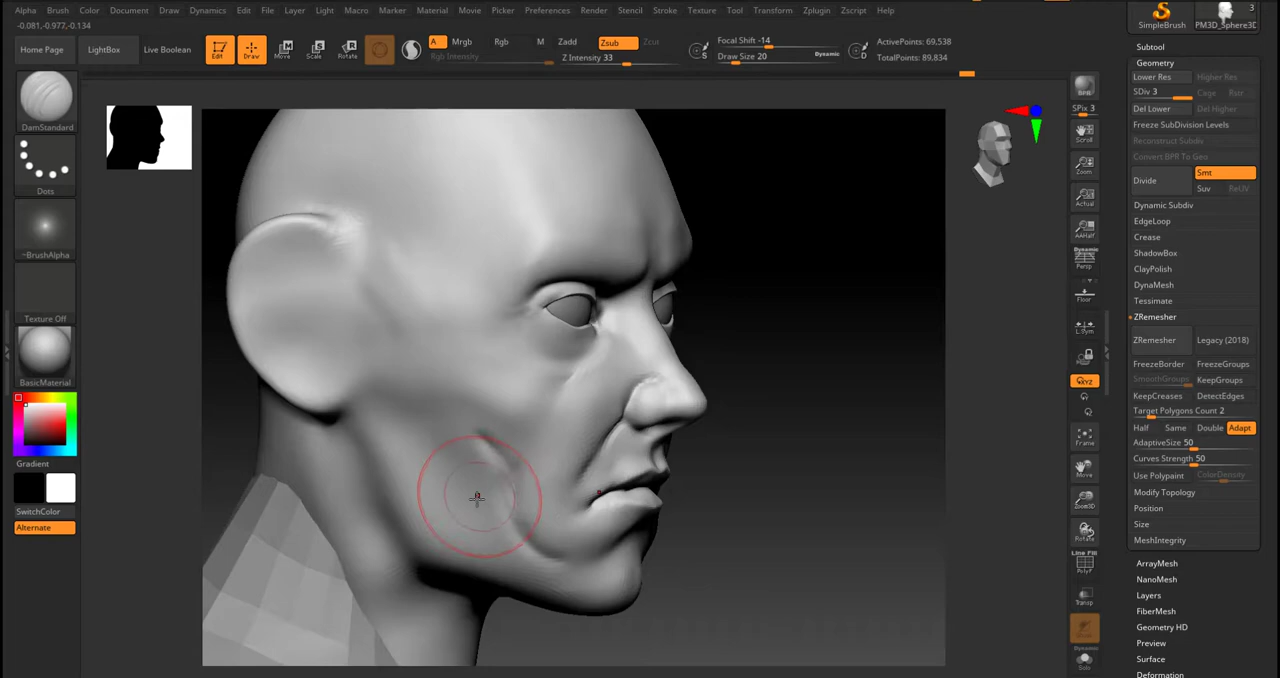 Alpha Brush Color Document Draw Dynamics Edit File Layer Light Macro Marker Material Movie Picker Preferences Render Stencil Stroke Texture Tool Transform Zplugin Zscript Help
-0.081,-0.977,-0.134
Home Page LightBox Live Boolean Edit Draw Move Scale Rotate A Mrgb Rgb M Zadd Zsub Zcut
Rgb Intensity Z Intensity 33
S Focal Shift -14
Draw Size 20 Dynamic D
ActivePoints: 69,538
TotalPoints: 89,834
DamStandard
Dots
~BrushAlpha
Texture Off
BasicMaterial
Gradient
SwitchColor
Alternate
BPR
SPix 3
Scroll
Zoom
Actual
AAHalf
Dynamic
Persp
Floor
L.Sym
XYZ
Frame
Move
Zoom3D
Rotate
Line Fill
PolyF
Transp
Dynamic
Solo
3
SimpleBrush PM3D_Sphere3D
Subtool
Geometry
Lower Res Higher Res
SDiv 3 Cage Rstr
Del Lower Del Higher
Freeze SubDivision Levels
Reconstruct Subdiv
Convert BPR To Geo
Divide Smt
Suv ReUV
Dynamic Subdiv
EdgeLoop
Crease
ShadowBox
ClayPolish
DynaMesh
Tessimate
ZRemesher
ZRemesher Legacy (2018)
FreezeBorder FreezeGroups
SmoothGroups KeepGroups
KeepCreases DetectEdges
Target Polygons Count 2
Half Same Double Adapt
AdaptiveSize 50
Curves Strength 50
Use Polypaint ColorDensity
Modify Topology
Position
Size
MeshIntegrity
ArrayMesh
NanoMesh
Layers
FiberMesh
Geometry HD
Preview
Surface
Deformation